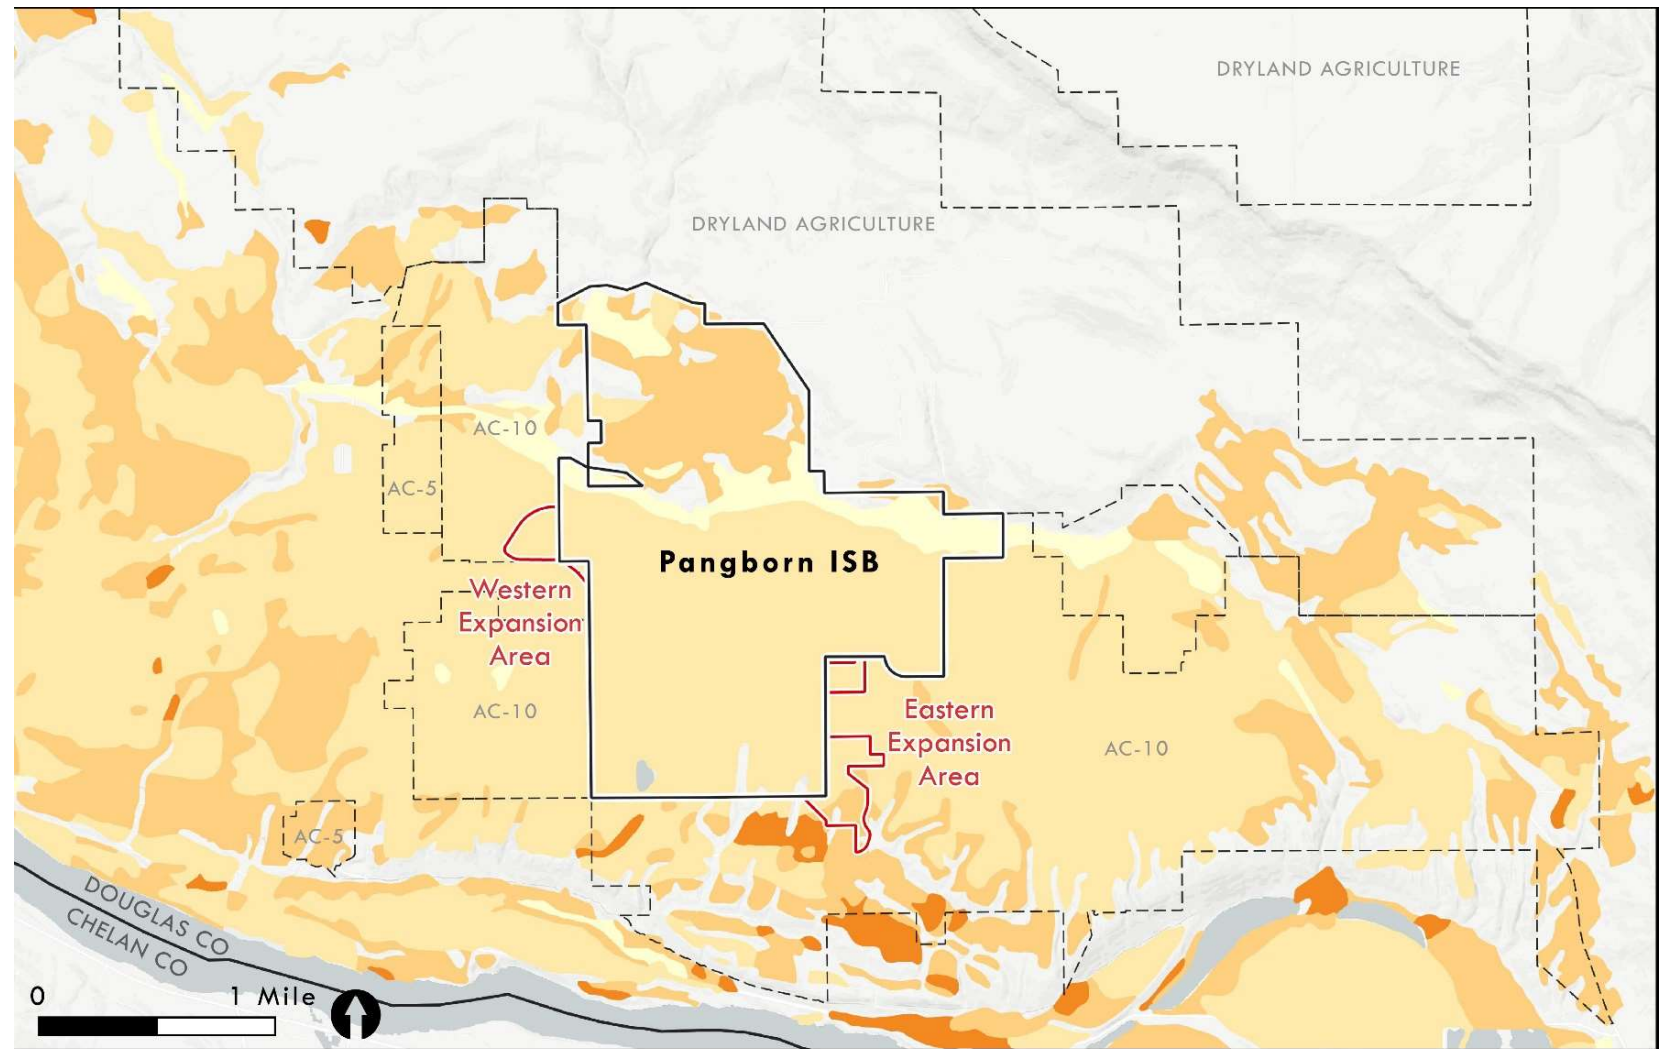 DRYLAND AGRICULTURE
DRYLAND AGRICULTURE
AC-10
AC-5
Pangborn ISB
Western
Expansion
Area
AC-10
Eastern
Expansion
Area
AC-10
AC-5
DOUGLAS CO
CHELAN CO
0 1 Mile